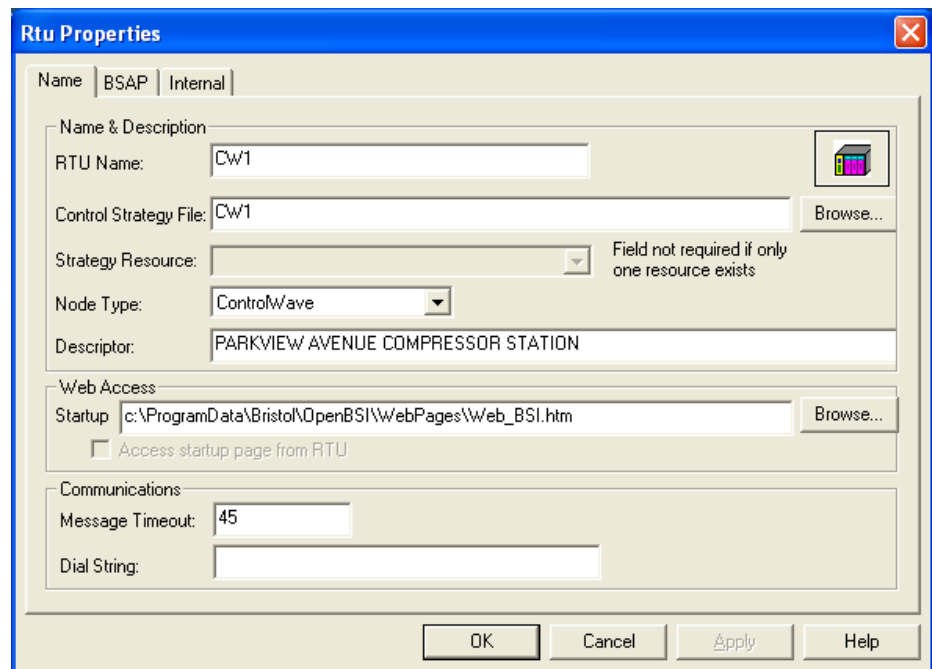 Rtu Properties
Name BSAP Internal
Name & Description
RTU Name: CW1
Control Strategy File: CW1 Browse...
Strategy Resource: Field not required if only
one resource exists
Node Type: ControlWave
Descriptor: PARKVIEW AVENUE COMPRESSOR STATION
Web Access
Startup c:\ProgramData\Bristol\OpenBSI\WebPages\Web_BSI.htm Browse...
Access startup page from RTU
Communications
Message Timeout: 45
Dial String:
OK Cancel Apply Help